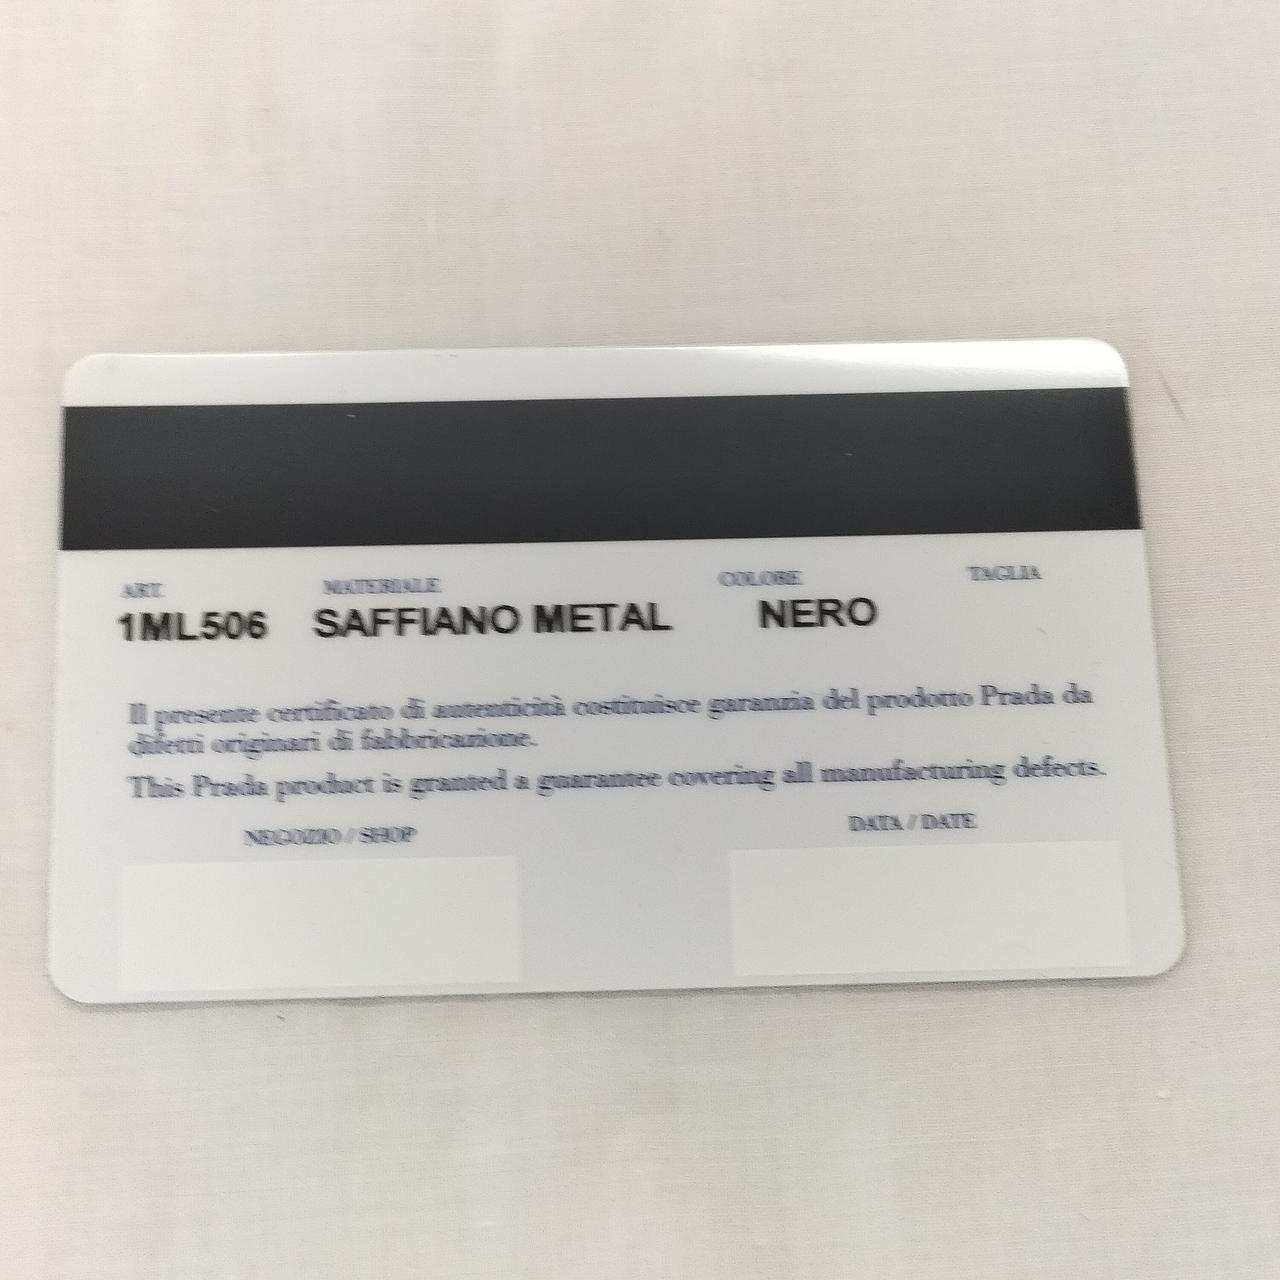 ART. MATERIALE COLORE TAGLIA
1ML506 SAFFIANO METAL NERO
Il presente certificato di autenticità costituisce garanzia del prodotto Prada da
difetti originari di fabbricazione.
This Prada product is granted a guarantee covering all manufacturing defects.
NEGOZIO / SHOP DATA / DATE